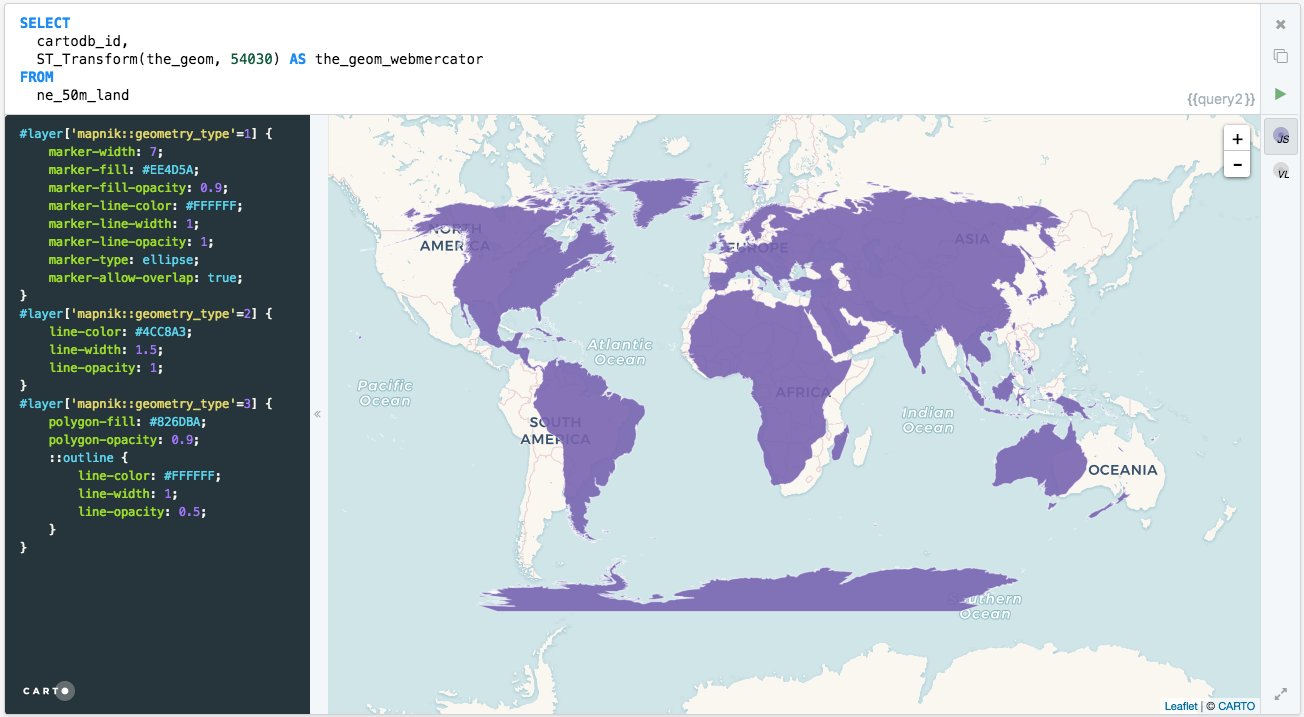 SELECT
cartodb_id,
ST_Transform(the_geom, 54030) AS the_geom_webmercator
FROM
ne_50m_land
{{query2}}
#layer['mapnik::geometry_type'=1] {
marker-width: 7;
marker-fill: #EE4D5A;
marker-fill-opacity: 0.9;
marker-line-color: #FFFFFF;
marker-line-width: 1;
marker-line-opacity: 1;
marker-type: ellipse;
marker-allow-overlap: true;
}
#layer['mapnik::geometry_type'=2] {
line-color: #4CC8A3;
line-width: 1.5;
line-opacity: 1;
}
#layer['mapnik::geometry_type'=3] {
polygon-fill: #826DBA;
polygon-opacity: 0.9;
::outline {
line-color: #FFFFFF;
line-width: 1;
line-opacity: 0.5;
}
}
CARTO
«
NORTH
AMERICA
EUROPE
ASIA
Atlantic
Ocean
Pacific
Ocean
AFRICA
Indian
Ocean
SOUTH
AMERICA
OCEANIA
Southern
Ocean
+
-
JS
VL
Leaflet | © CARTO